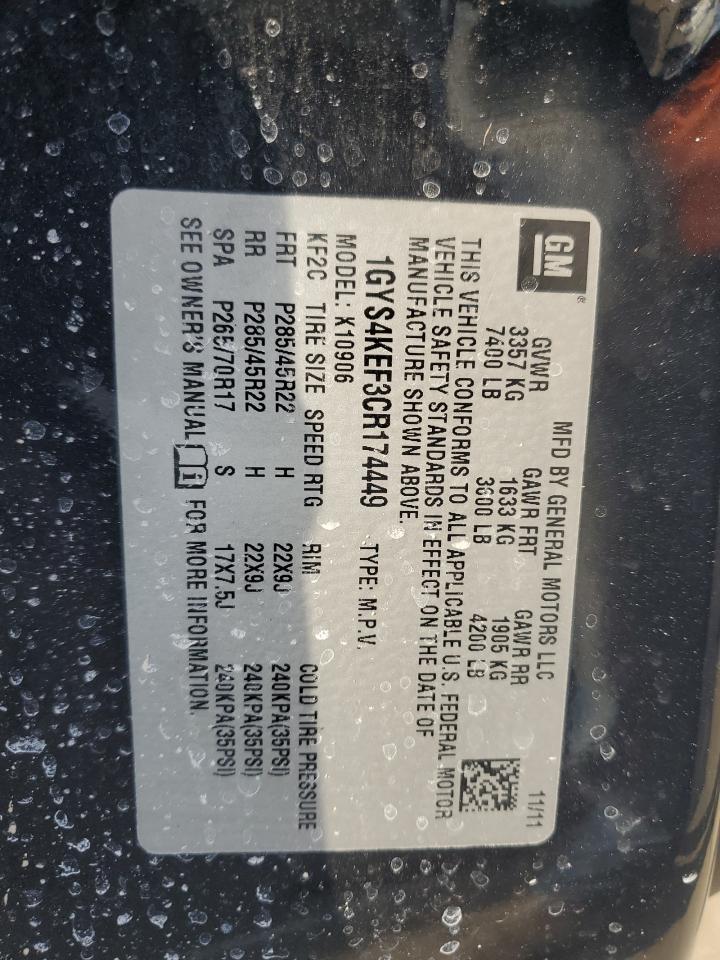 GM ®
MFD BY GENERAL MOTORS LLC 11/11
GVWR GAWR FRT GAWR RR
3357 KG 1633 KG 1905 KG
7400 LB 3600 LB 4200 LB
THIS VEHICLE CONFORMS TO ALL APPLICABLE U.S. FEDERAL MOTOR
VEHICLE SAFETY STANDARDS IN EFFECT ON THE DATE OF
MANUFACTURE SHOWN ABOVE.
1GYS4KEF3CR174449 TYPE: M.P.V.
MODEL: K10906
KF2C TIRE SIZE SPEED RTG RIM COLD TIRE PRESSURE
FRT P285/45R22 H 22X9J 240KPA(35PSI)
RR P285/45R22 H 22X9J 240KPA(35PSI)
SPA P265/70R17 S 17X7.5J 240KPA(35PSI)
SEE OWNER'S MANUAL i FOR MORE INFORMATION.